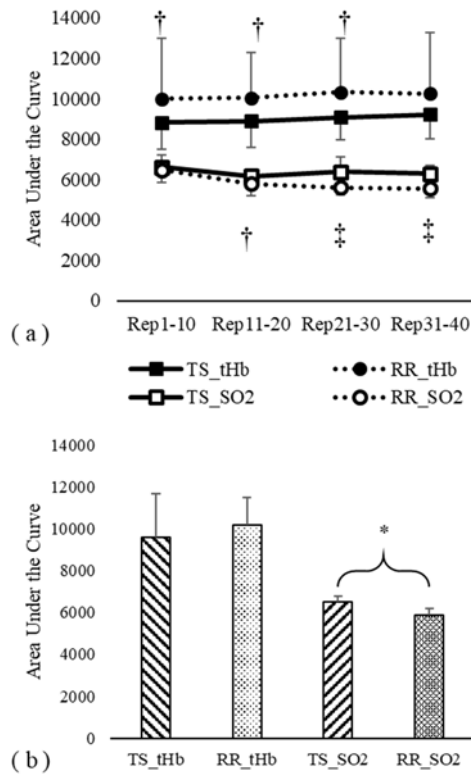 14000
† † †
12000
10000
8000
6000
4000
2000
0
Area Under the Curve
† ‡ ‡
Rep1-10 Rep11-20 Rep21-30 Rep31-40
( a )
TS_tHb RR_tHb
TS_SO2 RR_SO2
14000
12000
10000
8000
6000
4000
2000
0
Area Under the Curve
*
TS_tHb RR_tHb TS_SO2 RR_SO2
( b )